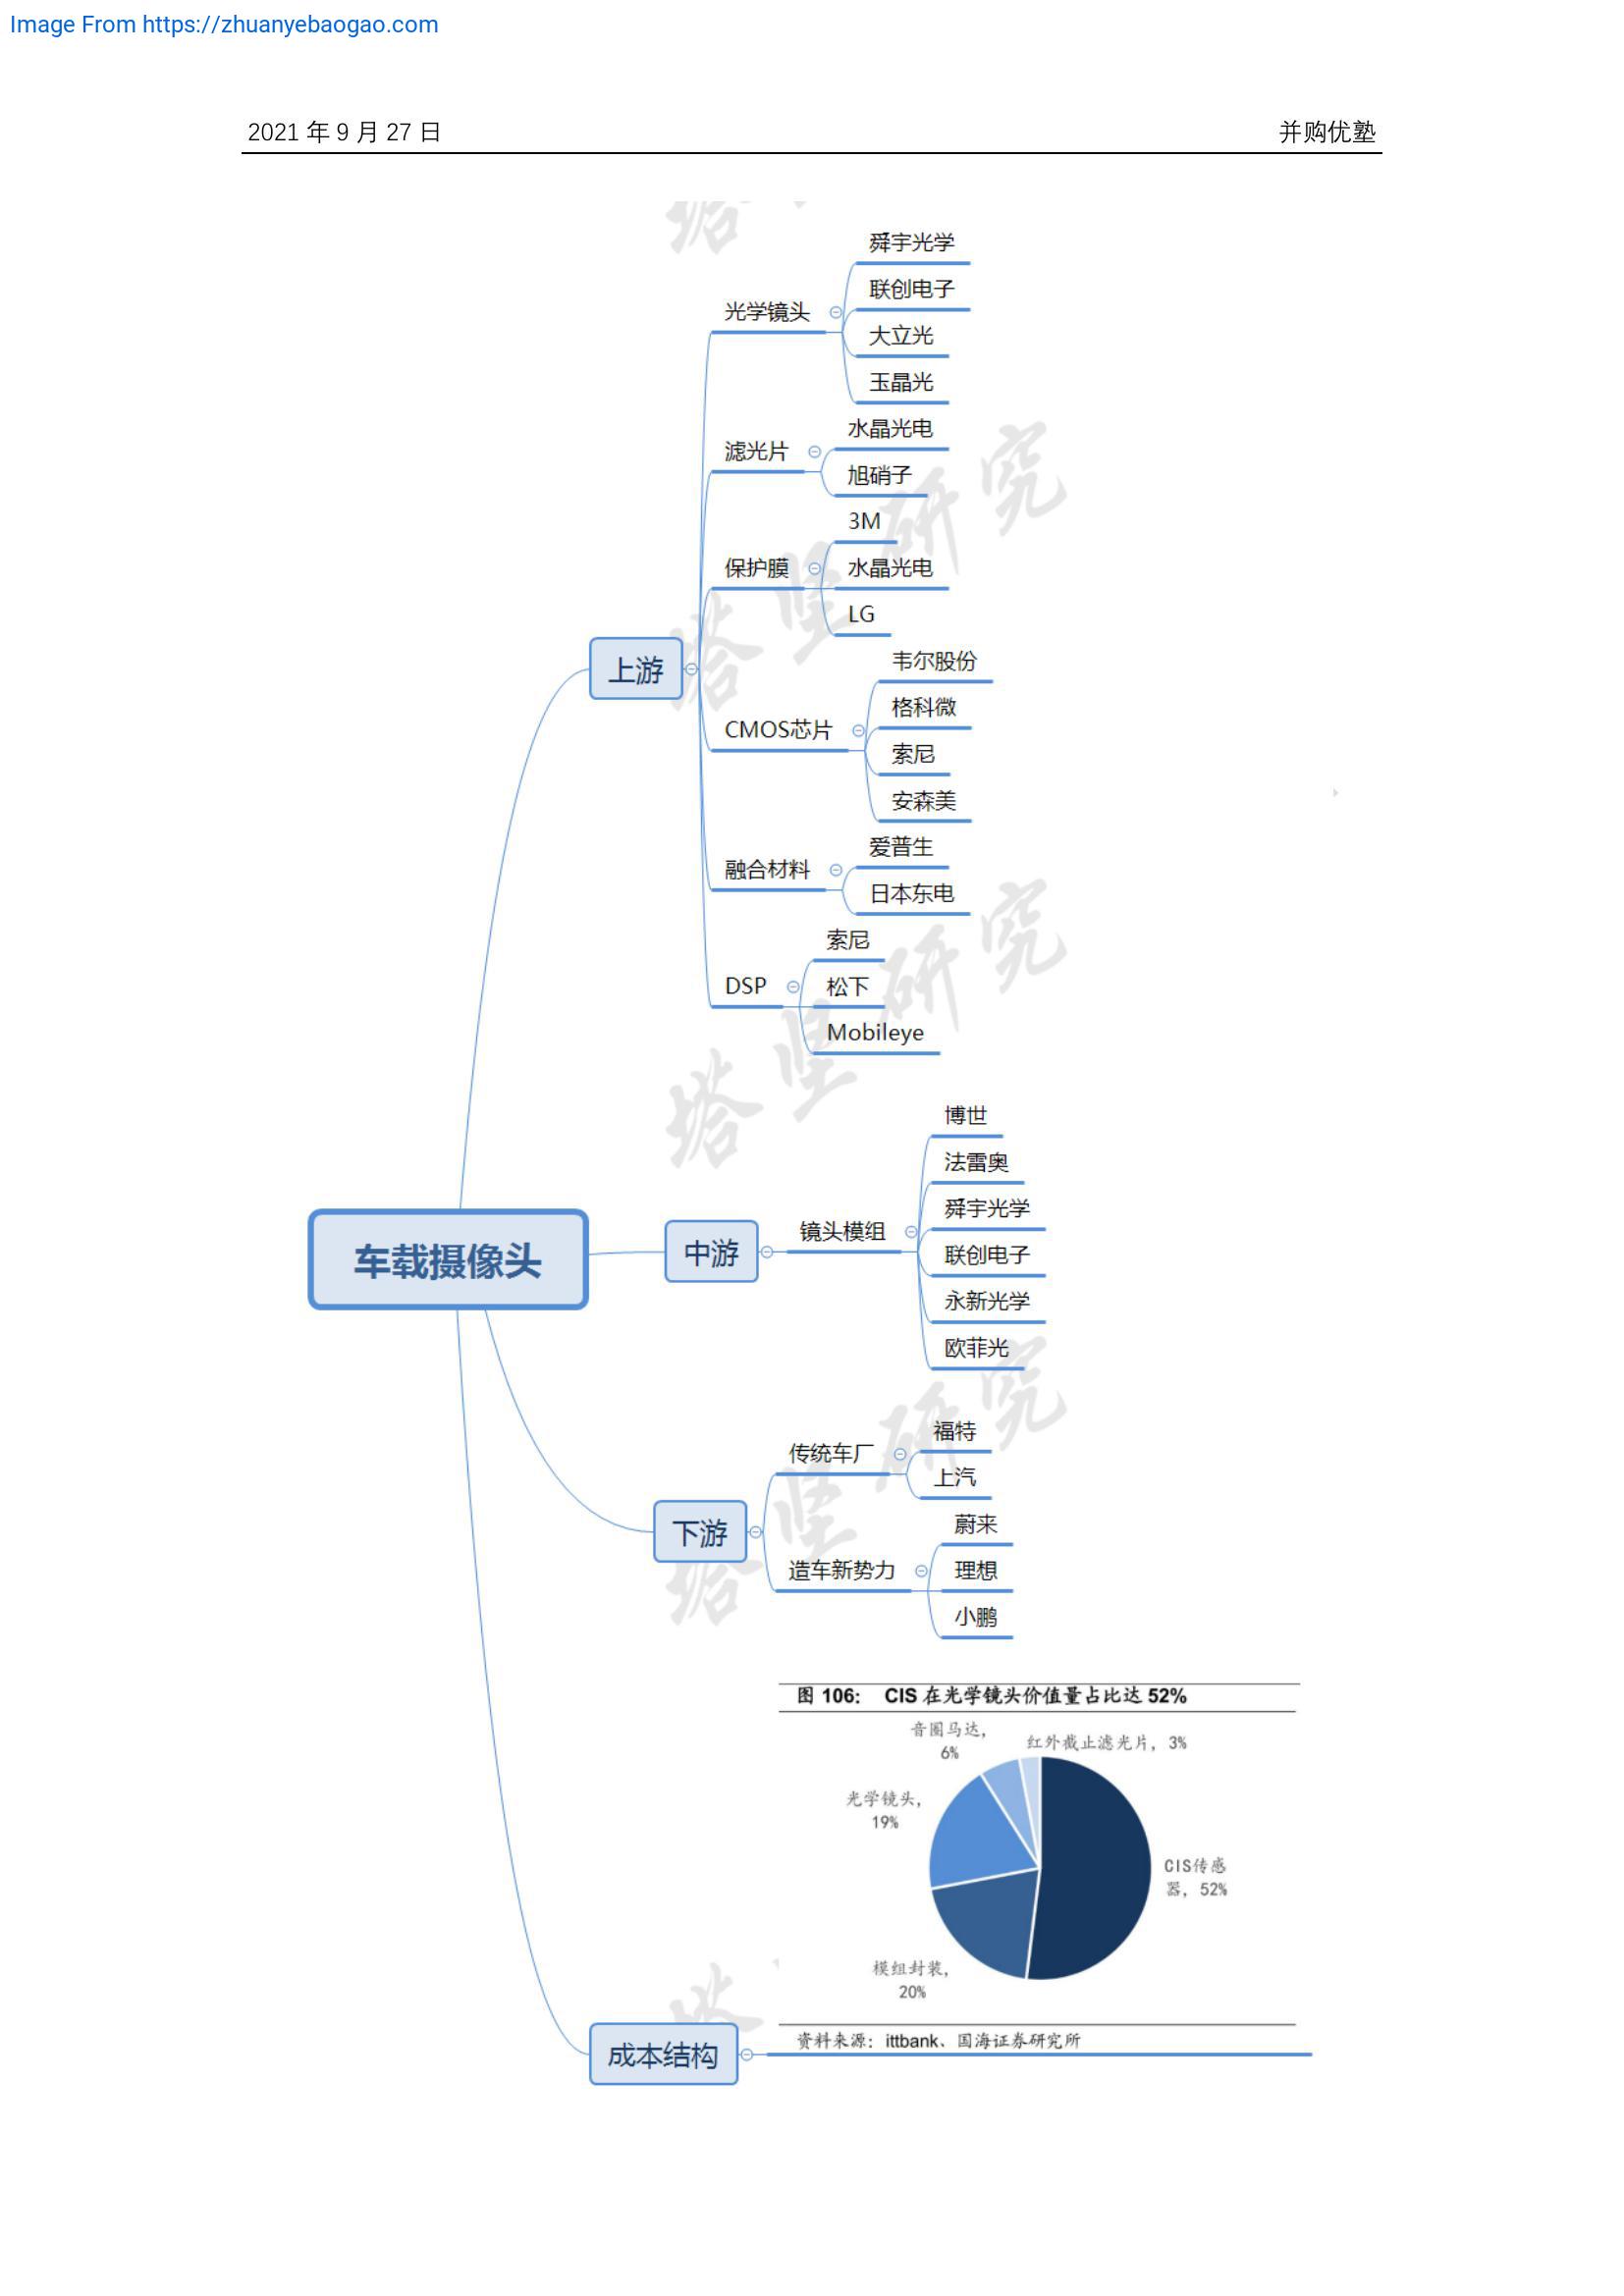 Image From https://zhuanyebaogao.com
2021 年 9 月 27 日
并购优塾
车载摄像头
上游
光学镜头
舜宇光学
联创电子
大立光
玉晶光
滤光片
水晶光电
旭硝子
保护膜
3M
水晶光电
LG
CMOS芯片
韦尔股份
格科微
索尼
安森美
融合材料
爱普生
日本东电
DSP
索尼
松下
Mobileye
中游
镜头模组
博世
法雷奥
舜宇光学
联创电子
永新光学
欧菲光
下游
传统车厂
福特
上汽
造车新势力
蔚来
理想
小鹏
成本结构
图 106: CIS 在光学镜头价值量占比达 52%
音圈马达,
6%
红外截止滤光片, 3%
光学镜头,
19%
CIS传感
器, 52%
模组封装,
20%
资料来源: ittbank、国海证券研究所
塔
塔坚研究
塔坚研究
塔坚研究
塔